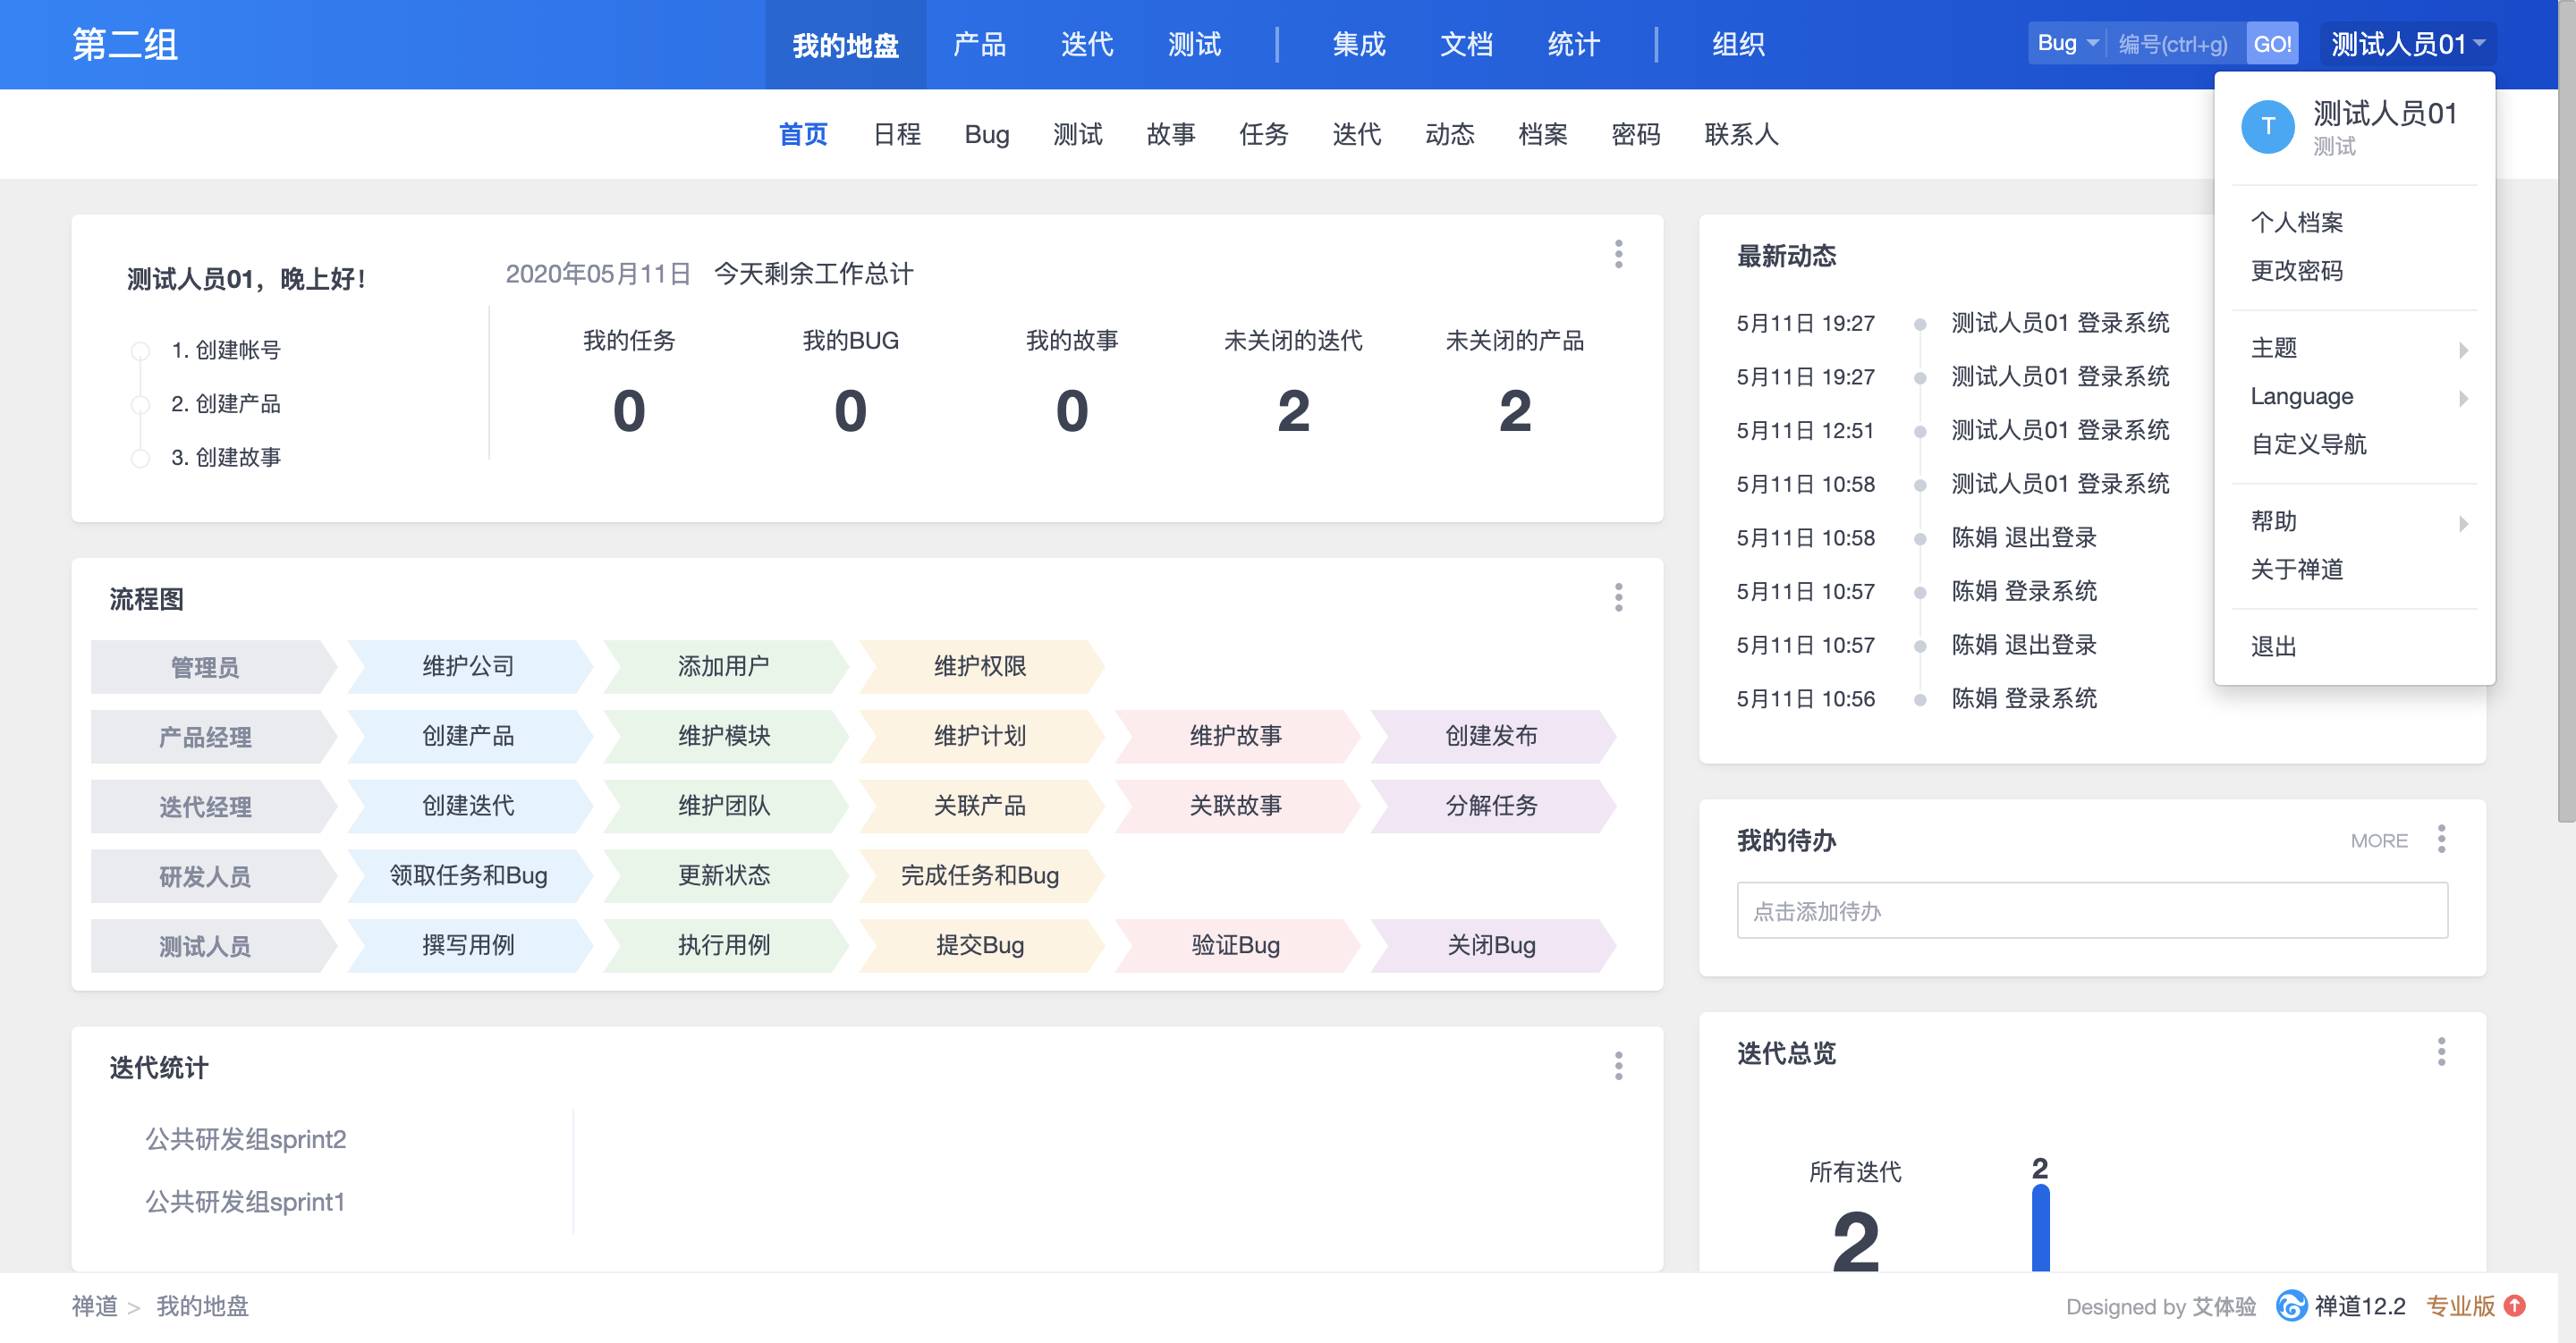 第二组
我的地盘 产品 迭代 测试 集成 文档 统计 组织
Bug 编号(ctrl+g) GO! 测试人员01
首页 日程 Bug 测试 故事 任务 迭代 动态 档案 密码 联系人
T 测试人员01
测试
个人档案
更改密码
主题
Language
自定义导航
帮助
关于禅道
退出
测试人员01，晚上好！
1. 创建帐号
2. 创建产品
3. 创建故事
2020年05月11日 今天剩余工作总计
我的任务 我的BUG 我的故事 未关闭的迭代 未关闭的产品
0 0 0 2 2
最新动态
5月11日 19:27 测试人员01 登录系统
5月11日 19:27 测试人员01 登录系统
5月11日 12:51 测试人员01 登录系统
5月11日 10:58 测试人员01 登录系统
5月11日 10:58 陈娟 退出登录
5月11日 10:57 陈娟 登录系统
5月11日 10:57 陈娟 退出登录
5月11日 10:56 陈娟 登录系统
流程图
管理员 维护公司 添加用户 维护权限
产品经理 创建产品 维护模块 维护计划 维护故事 创建发布
迭代经理 创建迭代 维护团队 关联产品 关联故事 分解任务
研发人员 领取任务和Bug 更新状态 完成任务和Bug
测试人员 撰写用例 执行用例 提交Bug 验证Bug 关闭Bug
我的待办 MORE
点击添加待办
迭代统计
公共研发组sprint2
公共研发组sprint1
迭代总览
所有迭代
2
2
禅道 > 我的地盘
Designed by 艾体验 禅道12.2 专业版